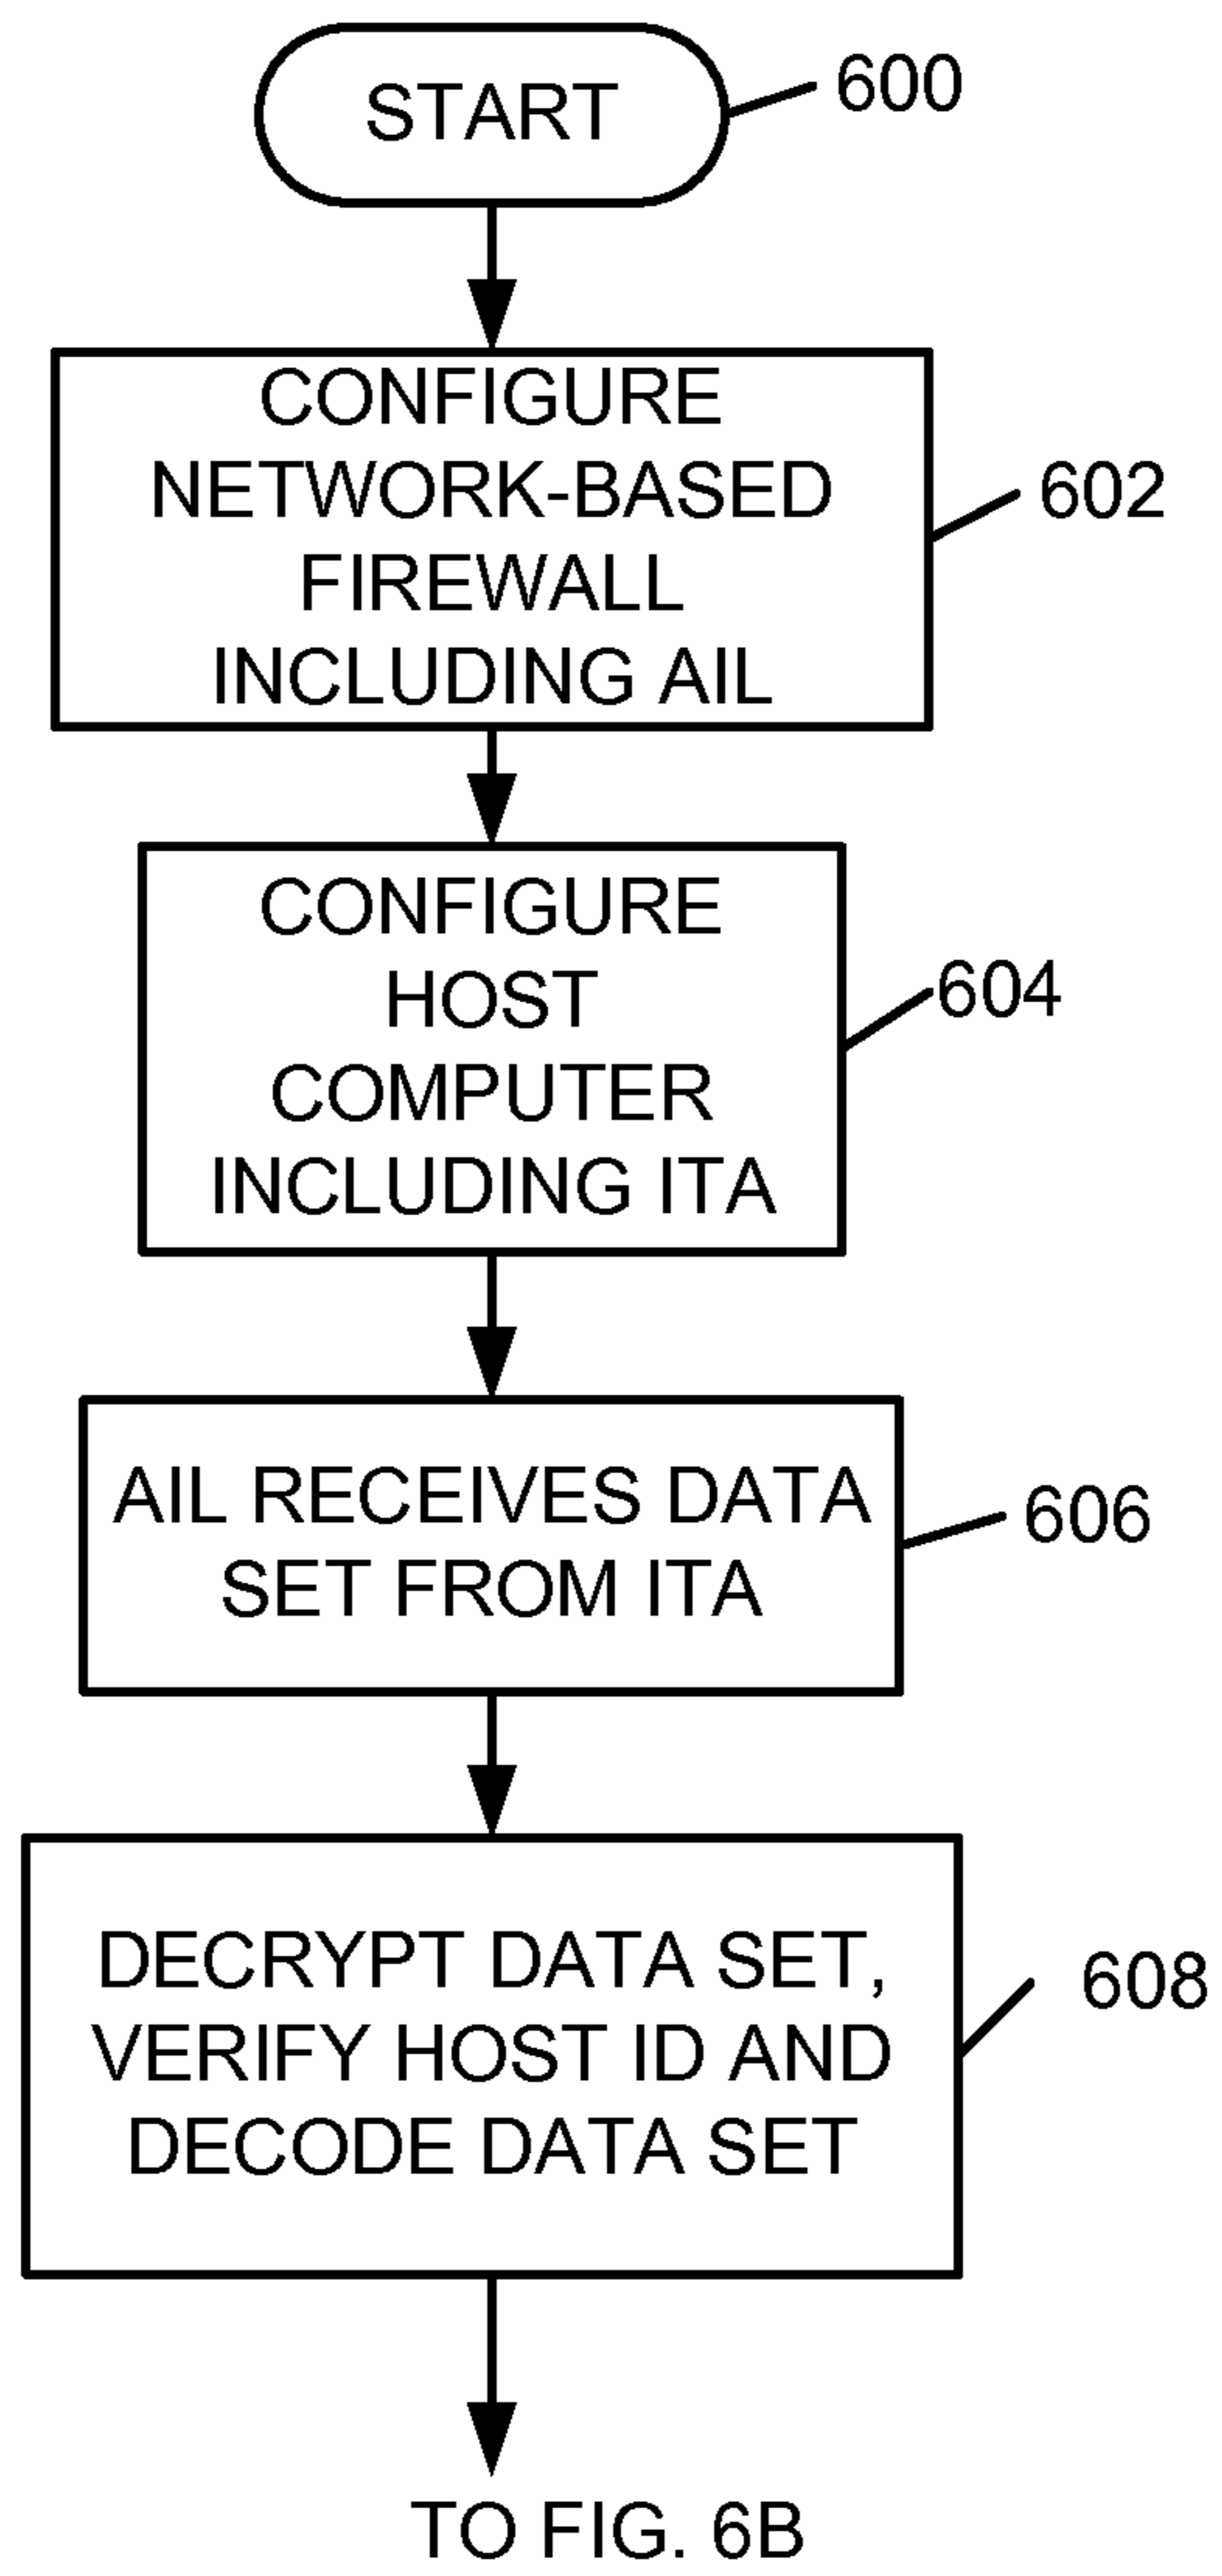 START
600
CONFIGURE
NETWORK-BASED
FIREWALL
INCLUDING AIL
602
CONFIGURE
HOST
COMPUTER
INCLUDING ITA
604
AIL RECEIVES DATA
SET FROM ITA
606
DECRYPT DATA SET,
VERIFY HOST ID AND
DECODE DATA SET
608
TO FIG. 6B